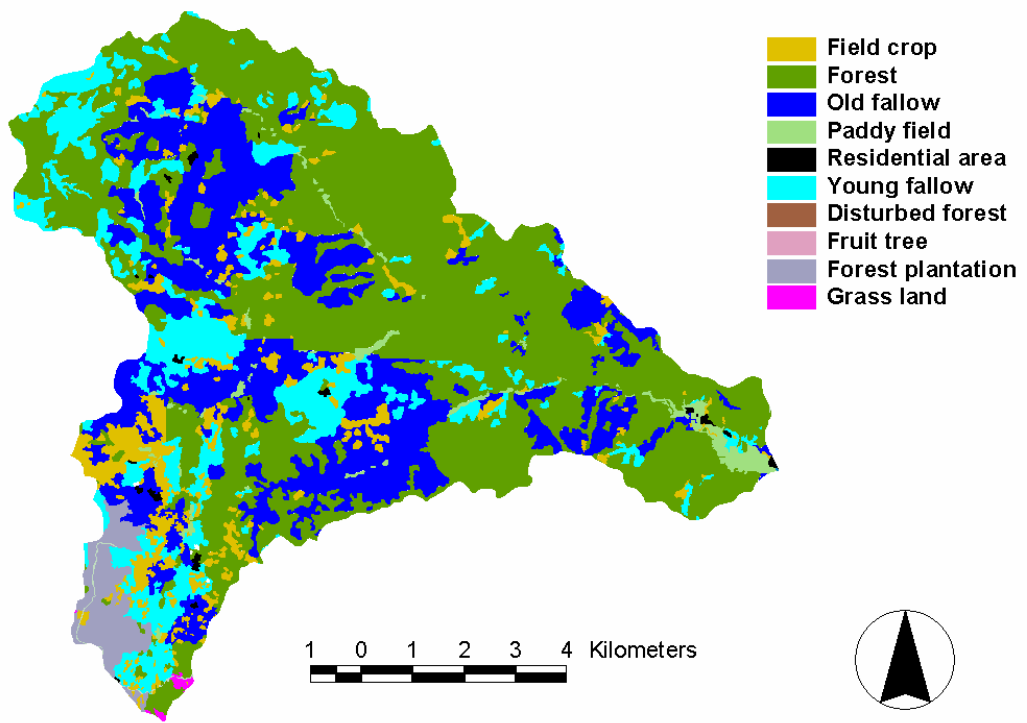 Field crop
Forest
Old fallow
Paddy field
Residential area
Young fallow
Disturbed forest
Fruit tree
Forest plantation
Grass land
1 0 1 2 3 4 Kilometers